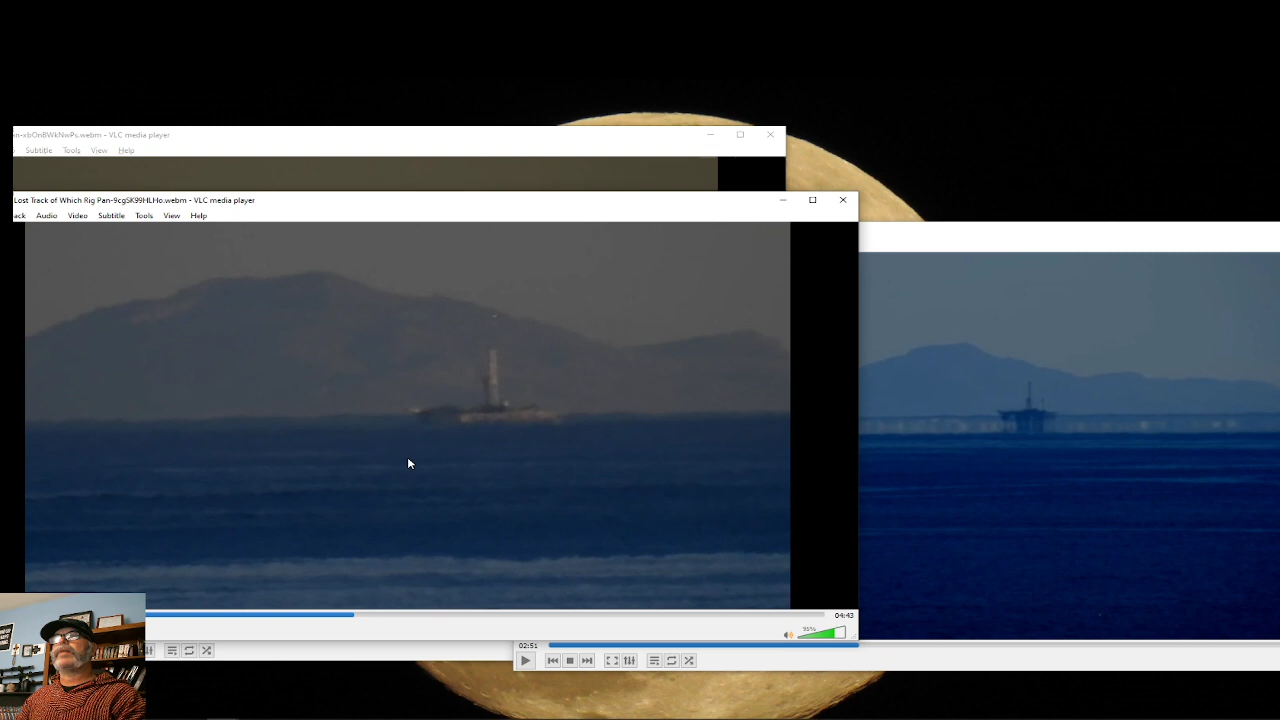 n-xbOnBWkNwPs.webm - VLC media player
Subtitle Tools View Help
Lost Track of Which Rig Pan-9cgSK99HLHo.webm - VLC media player
ack Audio Video Subtitle Tools View Help
04:43
95%
02:51